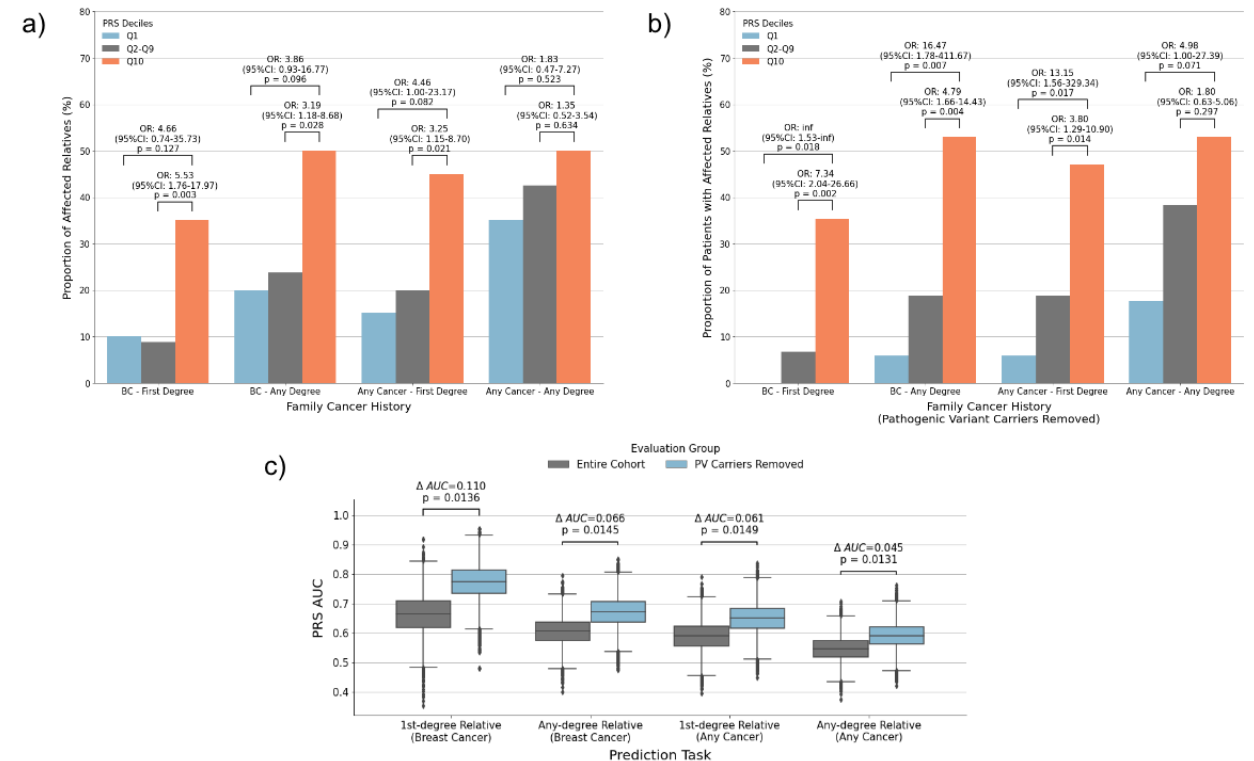 a)
PRS Deciles
Q1
Q2-Q9
Q10
Proportion of Affected Relatives (%)
80
70
60
50
40
30
20
10
0
OR: 4.66
(95%CI: 0.74-35.73)
p = 0.127
OR: 5.53
(95%CI: 1.76-17.97)
p = 0.003
OR: 3.86
(95%CI: 0.93-16.77)
p = 0.096
OR: 3.19
(95%CI: 1.18-8.68)
p = 0.028
OR: 4.46
(95%CI: 1.00-23.17)
p = 0.082
OR: 3.25
(95%CI: 1.15-8.70)
p = 0.021
OR: 1.83
(95%CI: 0.47-7.27)
p = 0.523
OR: 1.35
(95%CI: 0.52-3.54)
p = 0.634
BC - First Degree
BC - Any Degree
Any Cancer - First Degree
Any Cancer - Any Degree
Family Cancer History
b)
PRS Deciles
Q1
Q2-Q9
Q10
Proportion of Patients with Affected Relatives (%)
80
70
60
50
40
30
20
10
0
OR: inf
(95%CI: 1.53-inf)
p = 0.018
OR: 7.34
(95%CI: 2.04-26.66)
p = 0.002
OR: 16.47
(95%CI: 1.78-411.67)
p = 0.007
OR: 4.79
(95%CI: 1.66-14.43)
p = 0.004
OR: 13.15
(95%CI: 1.56-329.34)
p = 0.017
OR: 3.80
(95%CI: 1.29-10.90)
p = 0.014
OR: 4.98
(95%CI: 1.00-27.39)
p = 0.071
OR: 1.80
(95%CI: 0.63-5.06)
p = 0.297
BC - First Degree
BC - Any Degree
Any Cancer - First Degree
Any Cancer - Any Degree
Family Cancer History
(Pathogenic Variant Carriers Removed)
c)
Evaluation Group
Entire Cohort
PV Carriers Removed
PRS AUC
1.0
0.9
0.8
0.7
0.6
0.5
0.4
Δ AUC=0.110
p = 0.0136
Δ AUC=0.066
p = 0.0145
Δ AUC=0.061
p = 0.0149
Δ AUC=0.045
p = 0.0131
1st-degree Relative
(Breast Cancer)
Any-degree Relative
(Breast Cancer)
1st-degree Relative
(Any Cancer)
Any-degree Relative
(Any Cancer)
Prediction Task